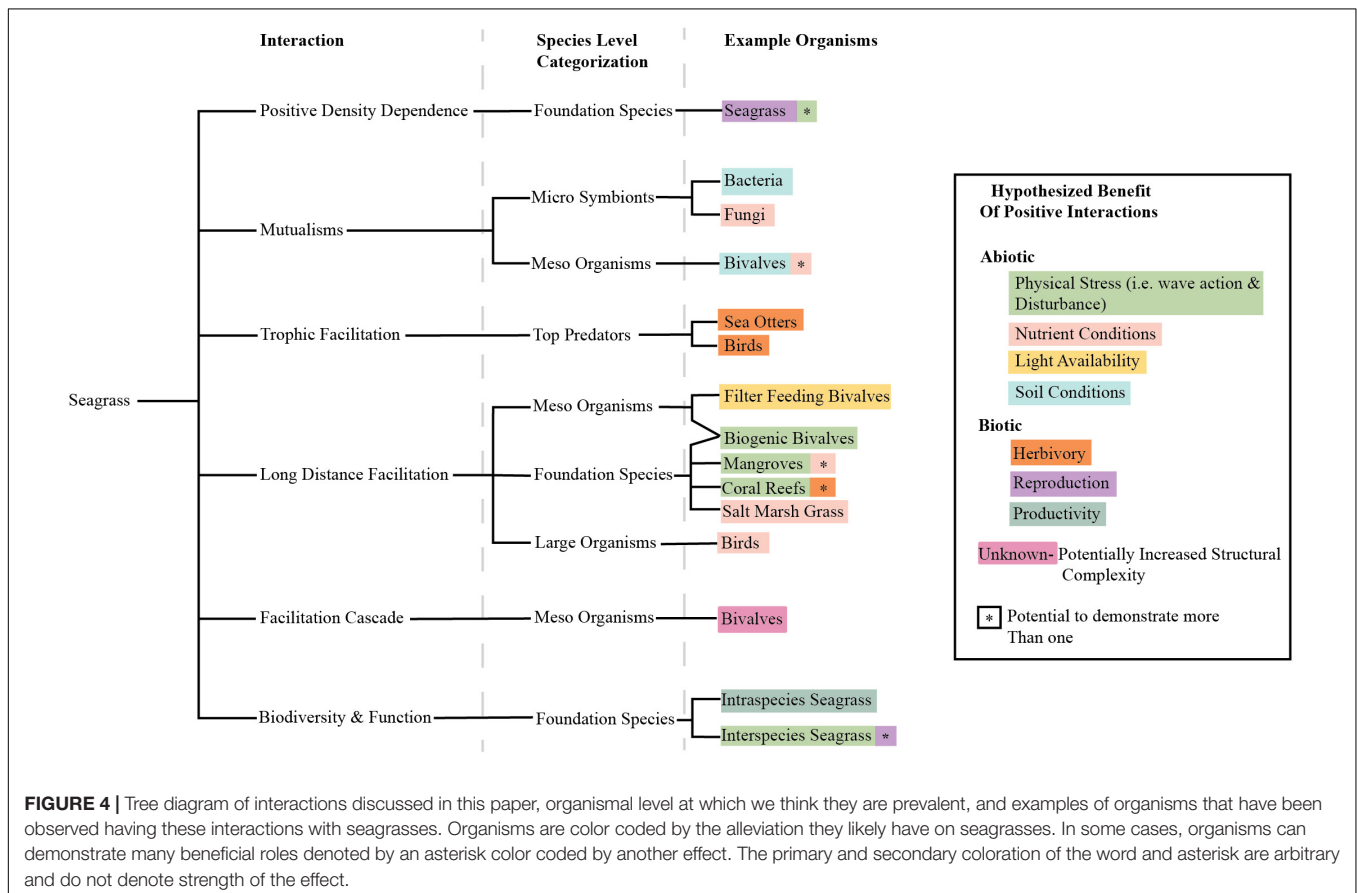 Interaction
Species Level
Categorization
Example Organisms
Seagrass
Positive Density Dependence
Foundation Species
Seagrass *
Mutualisms
Micro Symbionts
Bacteria
Fungi
Meso Organisms
Bivalves *
Trophic Facilitation
Top Predators
Sea Otters
Birds
Long Distance Facilitation
Meso Organisms
Filter Feeding Bivalves
Biogenic Bivalves
Foundation Species
Mangroves *
Coral Reefs *
Salt Marsh Grass
Large Organisms
Birds
Facilitation Cascade
Meso Organisms
Bivalves
Biodiversity & Function
Foundation Species
Intraspecies Seagrass
Interspecies Seagrass *
Hypothesized Benefit
Of Positive Interactions
Abiotic
Physical Stress (i.e. wave action &
Disturbance)
Nutrient Conditions
Light Availability
Soil Conditions
Biotic
Herbivory
Reproduction
Productivity
Unknown- Potentially Increased Structural
Complexity
* Potential to demonstrate more
Than one
FIGURE 4 | Tree diagram of interactions discussed in this paper, organismal level at which we think they are prevalent, and examples of organisms that have been
observed having these interactions with seagrasses. Organisms are color coded by the alleviation they likely have on seagrasses. In some cases, organisms can
demonstrate many beneficial roles denoted by an asterisk color coded by another effect. The primary and secondary coloration of the word and asterisk are arbitrary
and do not denote strength of the effect.